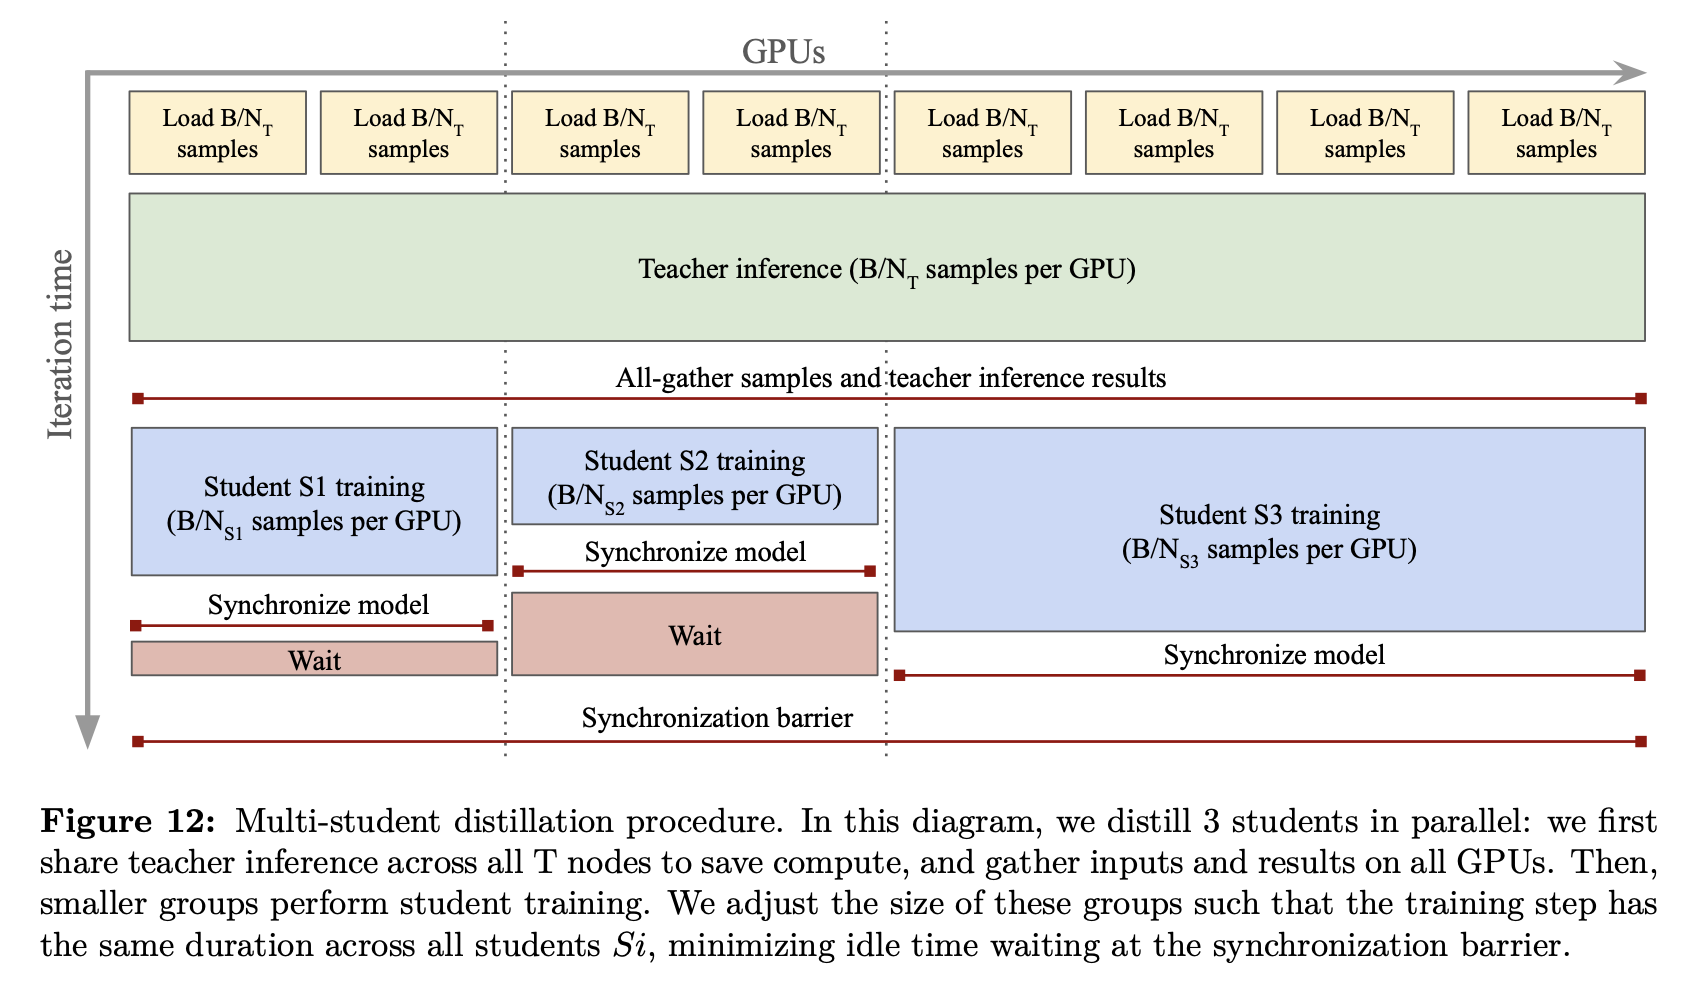 GPUs
Iteration time
Load B/N_T samples
Load B/N_T samples
Load B/N_T samples
Load B/N_T samples
Load B/N_T samples
Load B/N_T samples
Load B/N_T samples
Load B/N_T samples
Teacher inference (B/N_T samples per GPU)
All-gather samples and teacher inference results
Student S1 training
(B/N_S1 samples per GPU)
Synchronize model
Wait
Student S2 training
(B/N_S2 samples per GPU)
Synchronize model
Wait
Student S3 training
(B/N_S3 samples per GPU)
Synchronize model
Synchronization barrier
Figure 12: Multi-student distillation procedure. In this diagram, we distill 3 students in parallel: we first
share teacher inference across all T nodes to save compute, and gather inputs and results on all GPUs. Then,
smaller groups perform student training. We adjust the size of these groups such that the training step has
the same duration across all students Si, minimizing idle time waiting at the synchronization barrier.